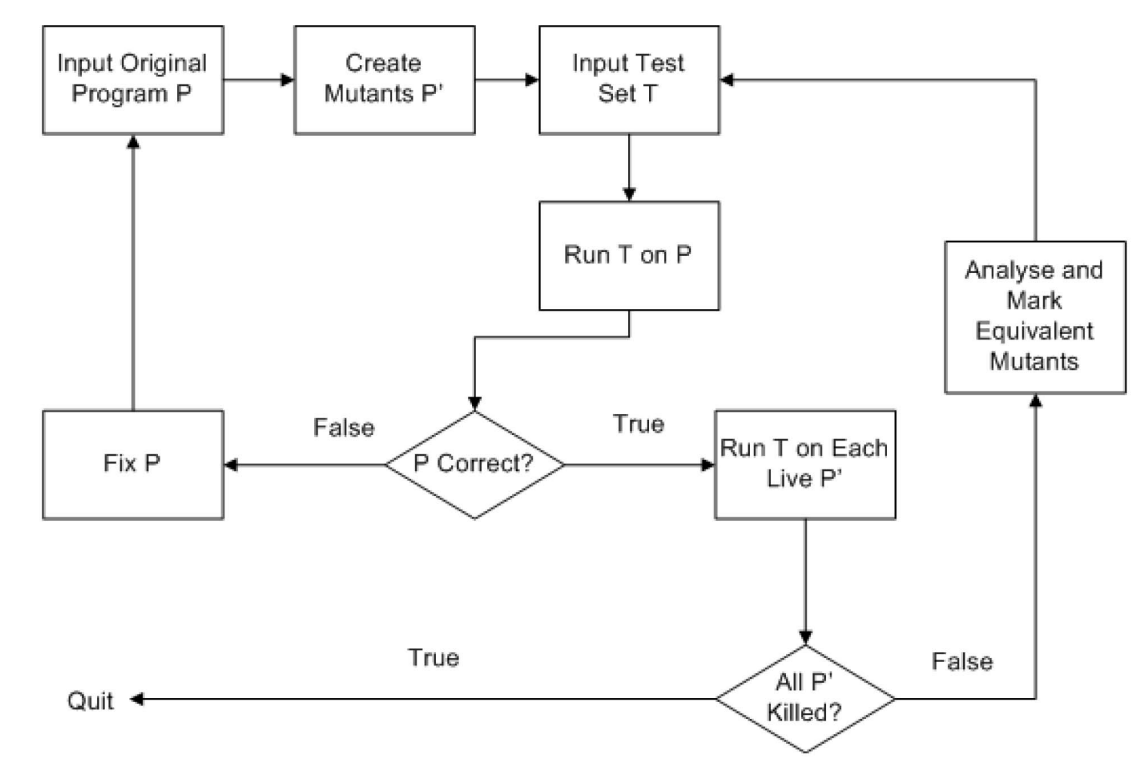 Input Original
Program P
Create
Mutants P’
Input Test
Set T
Run T on P
Analyse and
Mark
Equivalent
Mutants
False
True
Fix P
P Correct?
Run T on Each
Live P’
True
False
Quit
All P’
Killed?